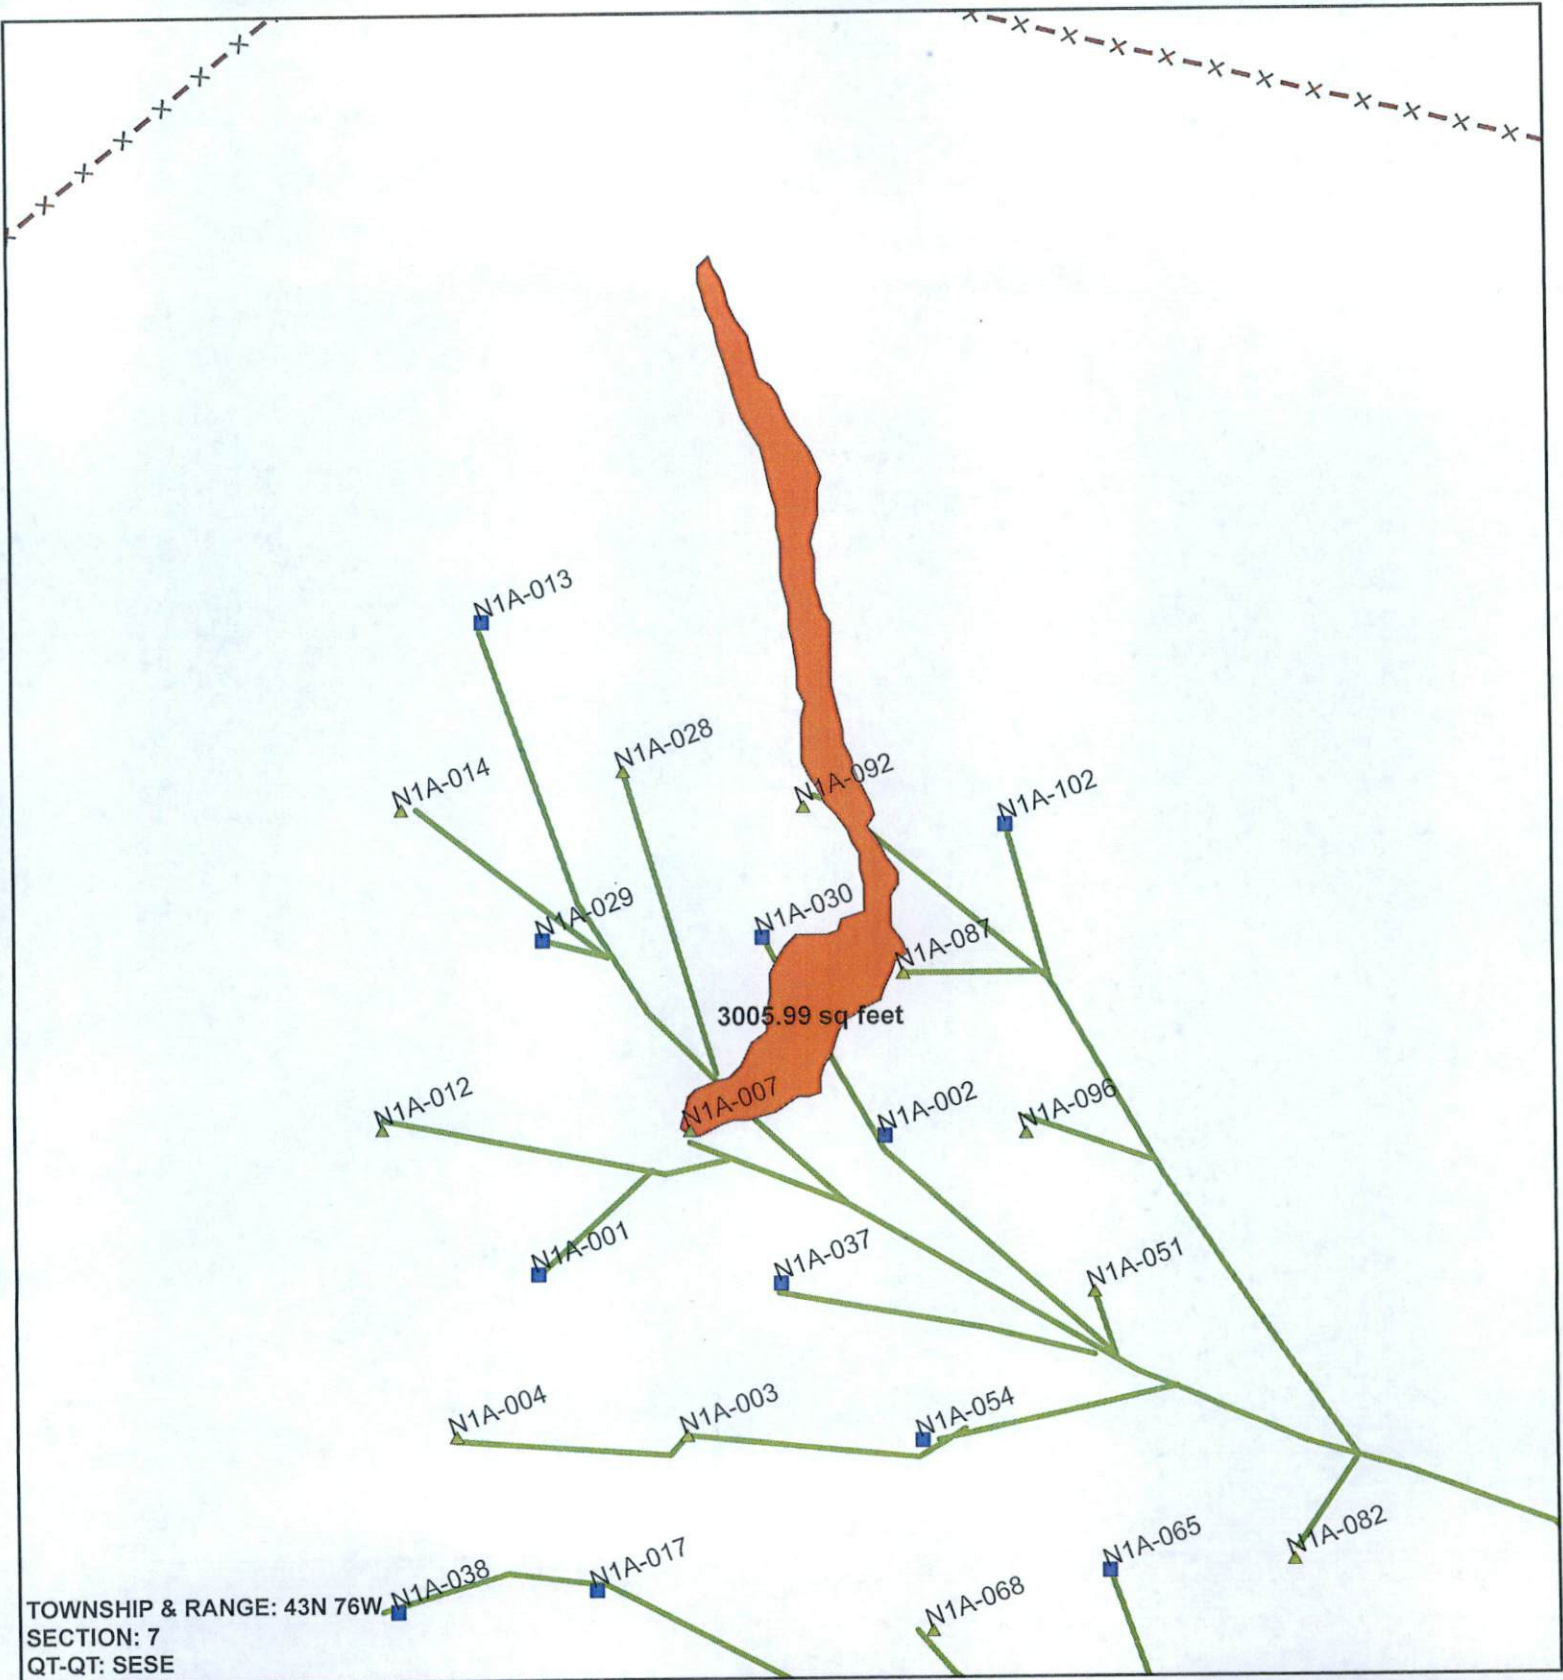 N1A-013
N1A-028
N1A-014
N1A-092
N1A-102
N1A-029
N1A-030
N1A-087
3005.99 sq feet
N1A-012
N1A-007
N1A-002
N1A-096
N1A-001
N1A-037
N1A-051
N1A-004
N1A-003
N1A-054
N1A-082
N1A-065
N1A-017
N1A-038
N1A-068
TOWNSHIP & RANGE: 43N 76W
SECTION: 7
QT-QT: SESE